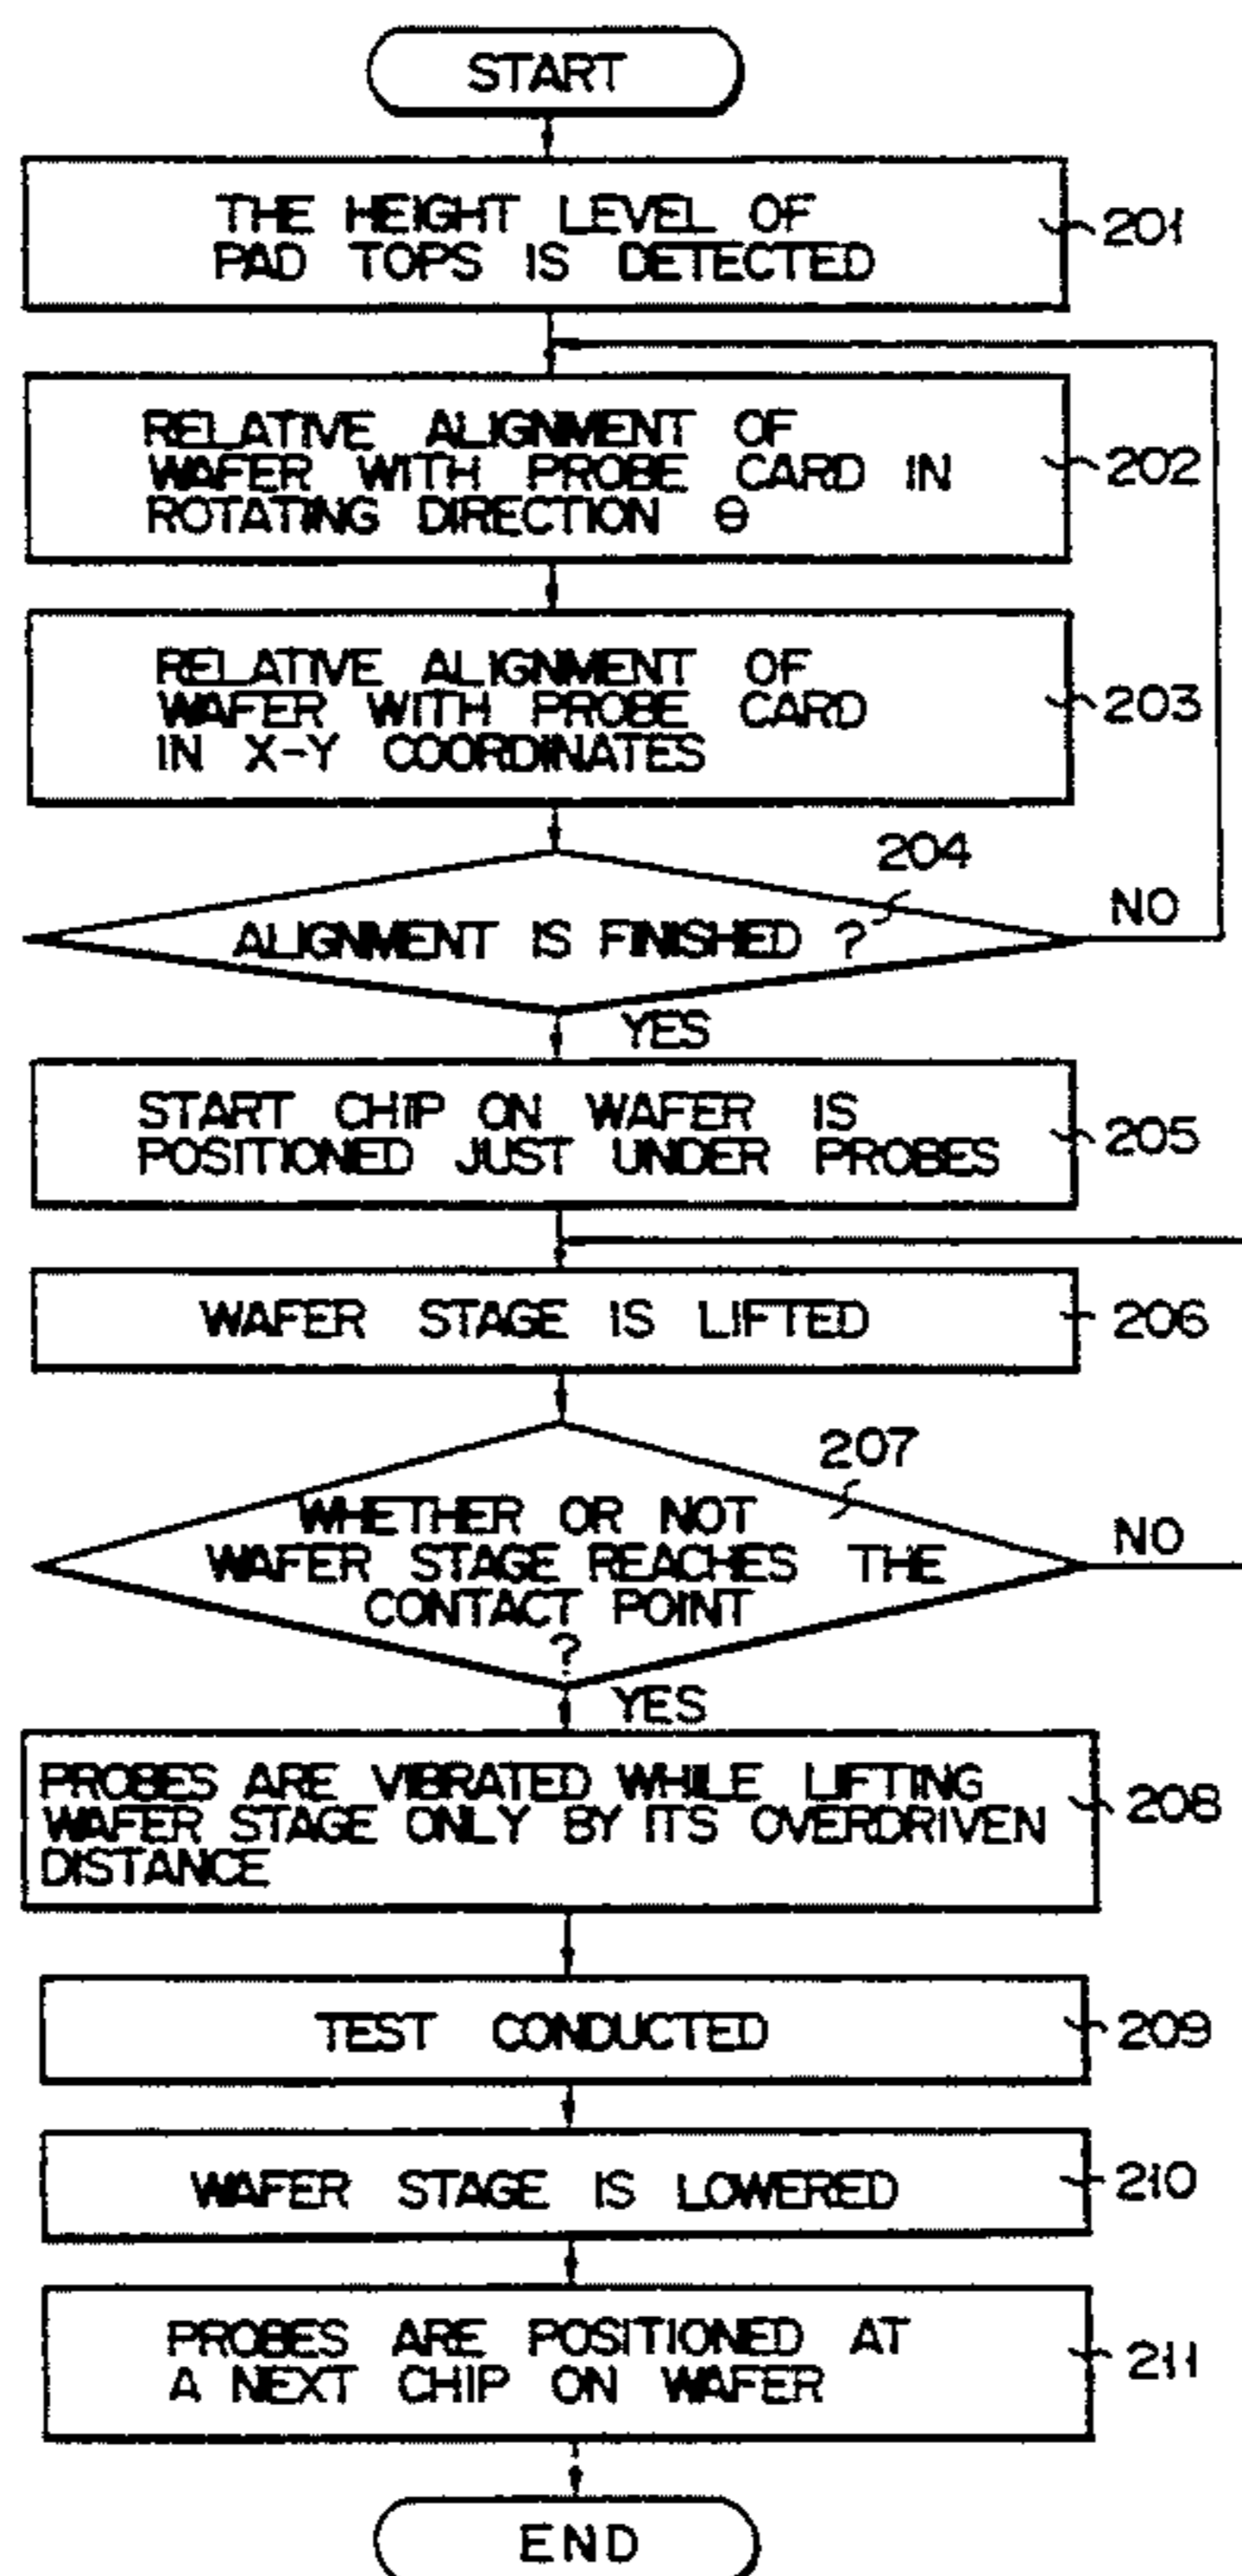 START
THE HEIGHT LEVEL OF
PAD TOPS IS DETECTED
201
RELATIVE ALIGNMENT OF
WAFER WITH PROBE CARD IN
ROTATING DIRECTION Θ
202
RELATIVE ALIGNMENT OF
WAFER WITH PROBE CARD
IN X-Y COORDINATES
203
204
ALIGNMENT IS FINISHED ?
NO
YES
START CHIP ON WAFER IS
POSITIONED JUST UNDER PROBES
205
WAFER STAGE IS LIFTED
206
207
WHETHER OR NOT
WAFER STAGE REACHES THE
CONTACT POINT
?
NO
YES
PROBES ARE VIBRATED WHILE LIFTING
WAFER STAGE ONLY BY ITS OVERDRIVEN
DISTANCE
208
TEST CONDUCTED
209
WAFER STAGE IS LOWERED
210
PROBES ARE POSITIONED AT
A NEXT CHIP ON WAFER
211
END